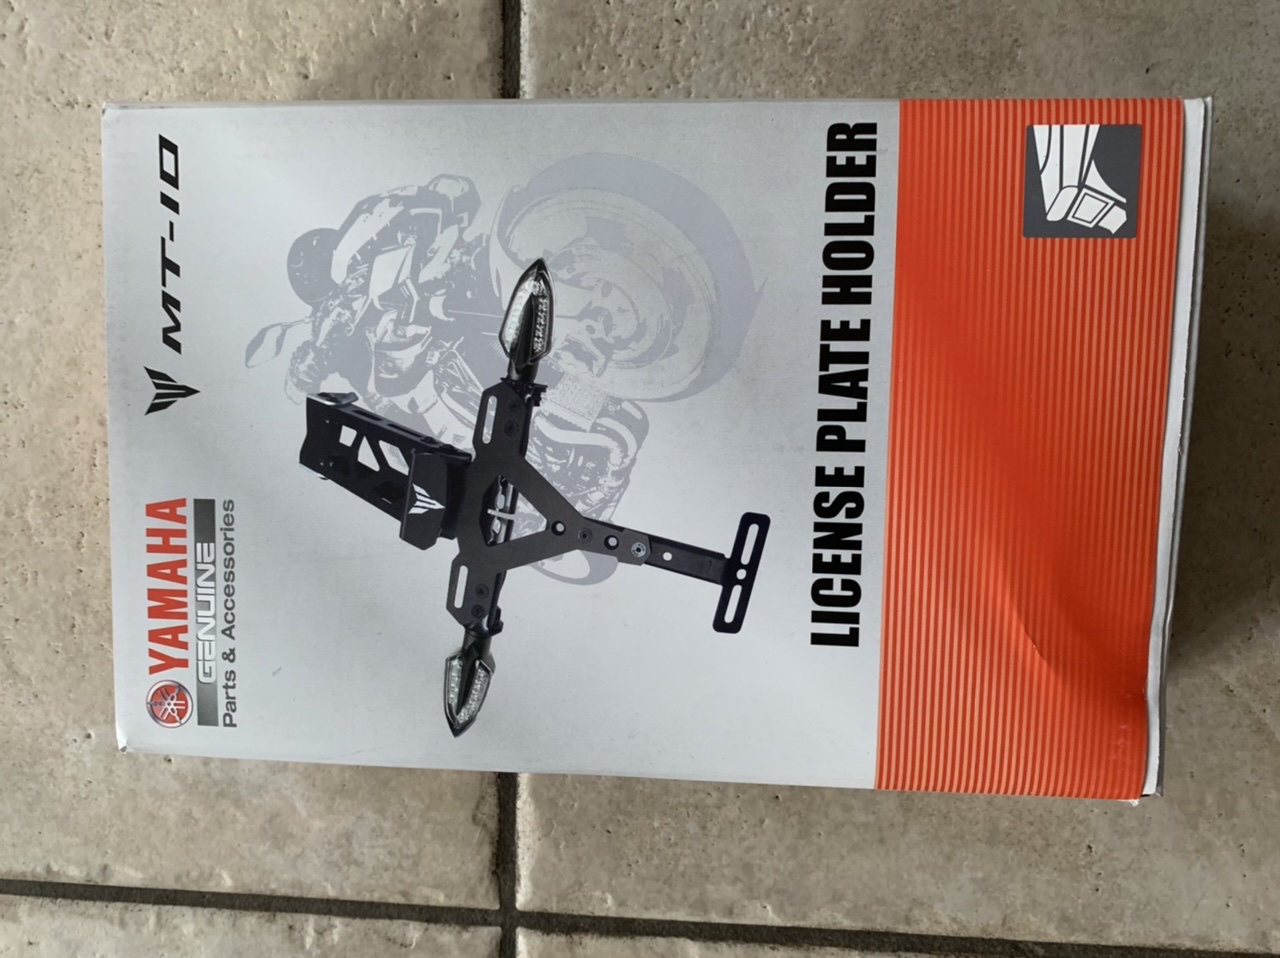 YAMAHA
GENUINE
Parts & Accessories
MT-10
LICENSE PLATE HOLDER